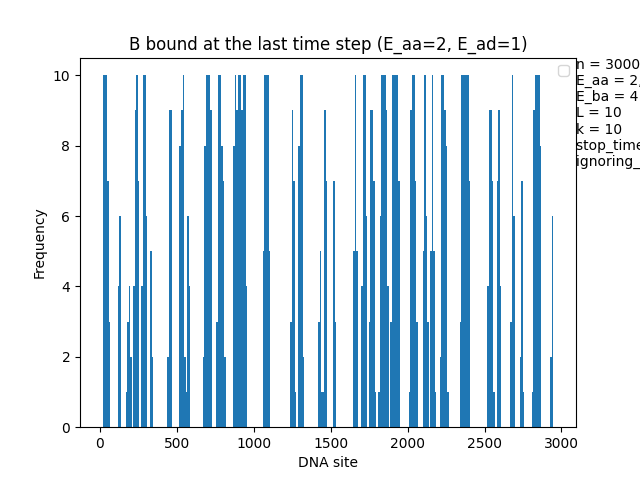 B bound at the last time step (E_aa=2, E_ad=1)
10
8
6
4
2
0
Frequency
0 500 1000 1500 2000 2500 3000
DNA site
n = 3000
E_aa = 2,
E_ba = 4
L = 10
k = 10
stop_time
ignoring_